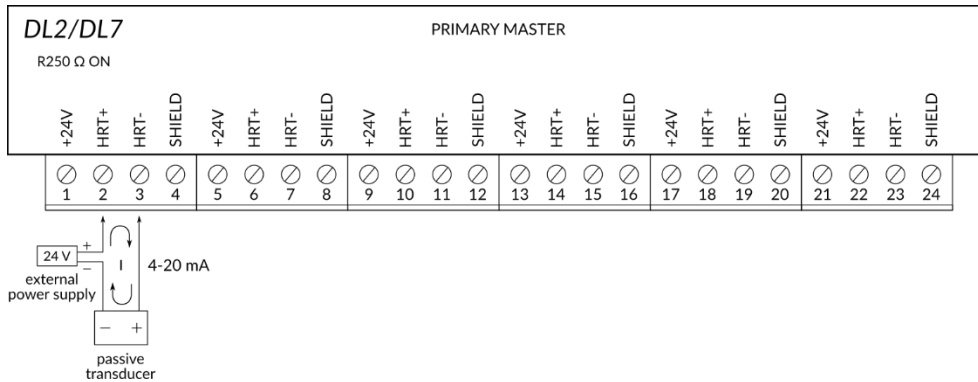 DL2/DL7
PRIMARY MASTER
R250 Ω ON
+24V HRT+ HRT- SHIELD +24V HRT+ HRT- SHIELD +24V HRT+ HRT- SHIELD +24V HRT+ HRT- SHIELD +24V HRT+ HRT- SHIELD +24V HRT+ HRT- SHIELD
1 2 3 4 5 6 7 8 9 10 11 12 13 14 15 16 17 18 19 20 21 22 23 24
+
24 V
–
I
4-20 mA
external
power supply
– +
passive
transducer